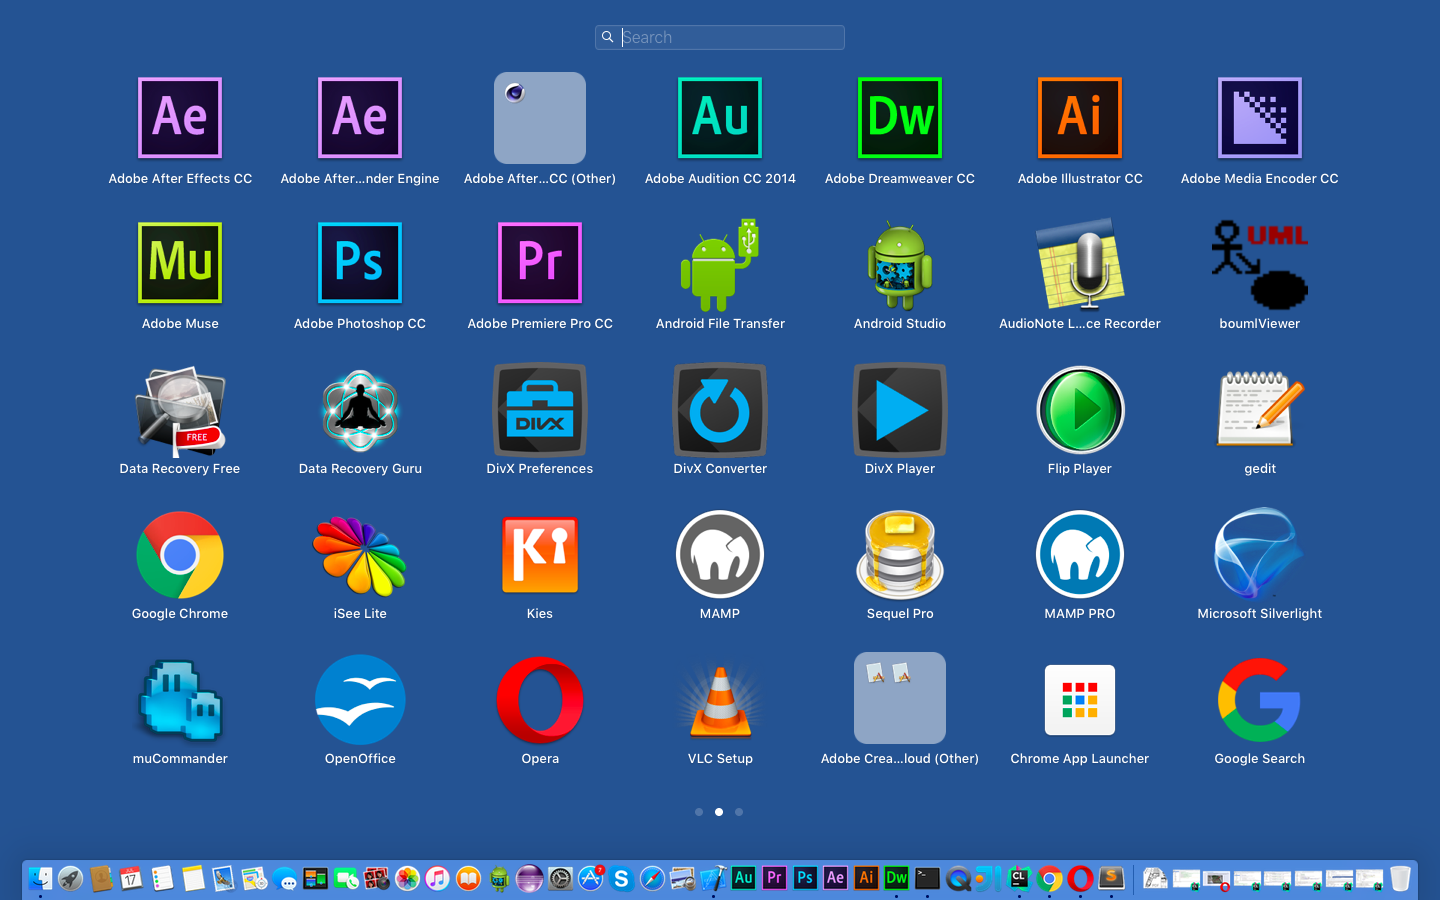 Search
Ae
Ae
Au
Dw
Ai
Adobe After Effects CC
Adobe After...nder Engine
Adobe After...CC (Other)
Adobe Audition CC 2014
Adobe Dreamweaver CC
Adobe Illustrator CC
Adobe Media Encoder CC
Mu
Ps
Pr
UML
Adobe Muse
Adobe Photoshop CC
Adobe Premiere Pro CC
Android File Transfer
Android Studio
AudioNote L...ce Recorder
boumlViewer
FREE
DIVX
Data Recovery Free
Data Recovery Guru
DivX Preferences
DivX Converter
DivX Player
Flip Player
gedit
Ki
Google Chrome
iSee Lite
Kies
MAMP
Sequel Pro
MAMP PRO
Microsoft Silverlight
muCommander
OpenOffice
Opera
VLC Setup
Adobe Crea...loud (Other)
Chrome App Launcher
Google Search
17
7
S
Au
Pr
Ps
Ae
Ai
Dw
>_
CL
S